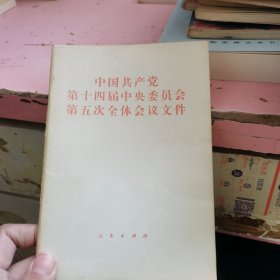 中国共产党
第十四届中央委员会
第五次全体会议文件
人民出版社